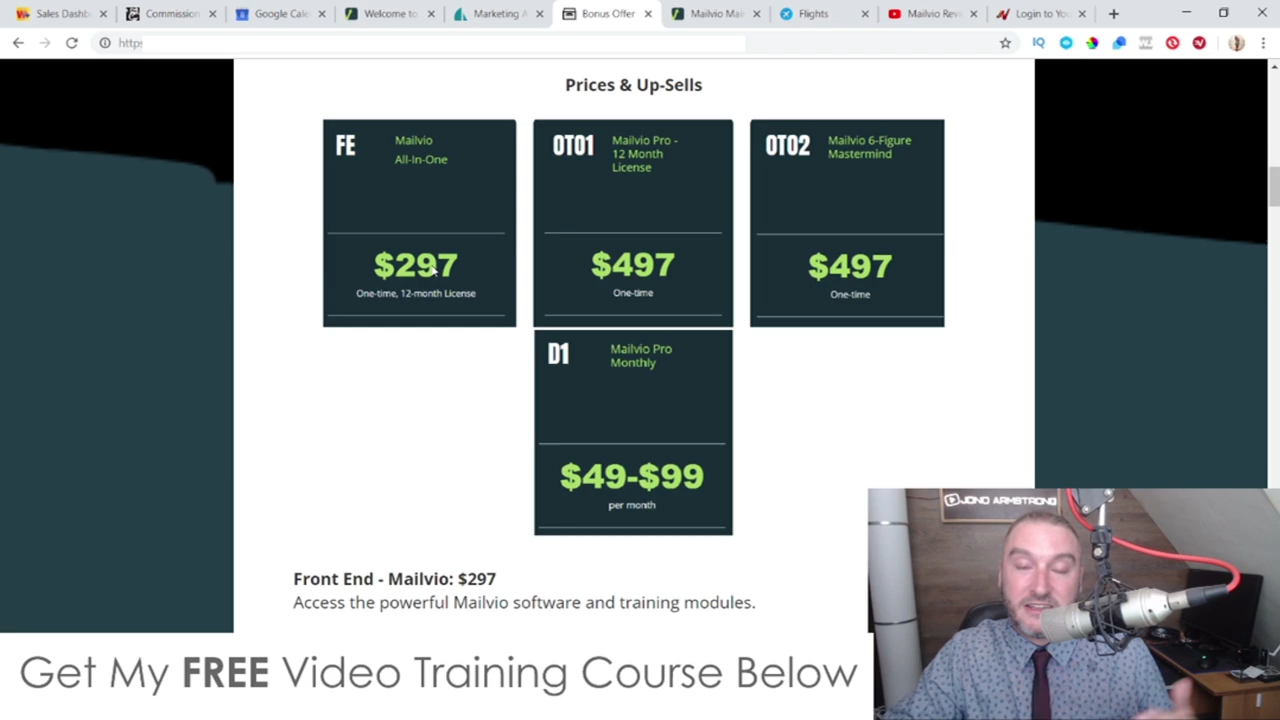 Sales Dashb
Commission
Google Cale
Welcome to
Marketing A
Bonus Offer
Mailvio Mai
Flights
Mailvio Rev
Login to You
https
Prices & Up-Sells
FE
Mailvio
All-In-One
$297
One-time, 12-month License
OTO1
Mailvio Pro -
12 Month
License
$497
One-time
OTO2
Mailvio 6-Figure
Mastermind
$497
One-time
D1
Mailvio Pro
Monthly
$49-$99
per month
Front End - Mailvio: $297
Access the powerful Mailvio software and training modules.
JONO ARMSTRONG
Get My FREE Video Training Course Below